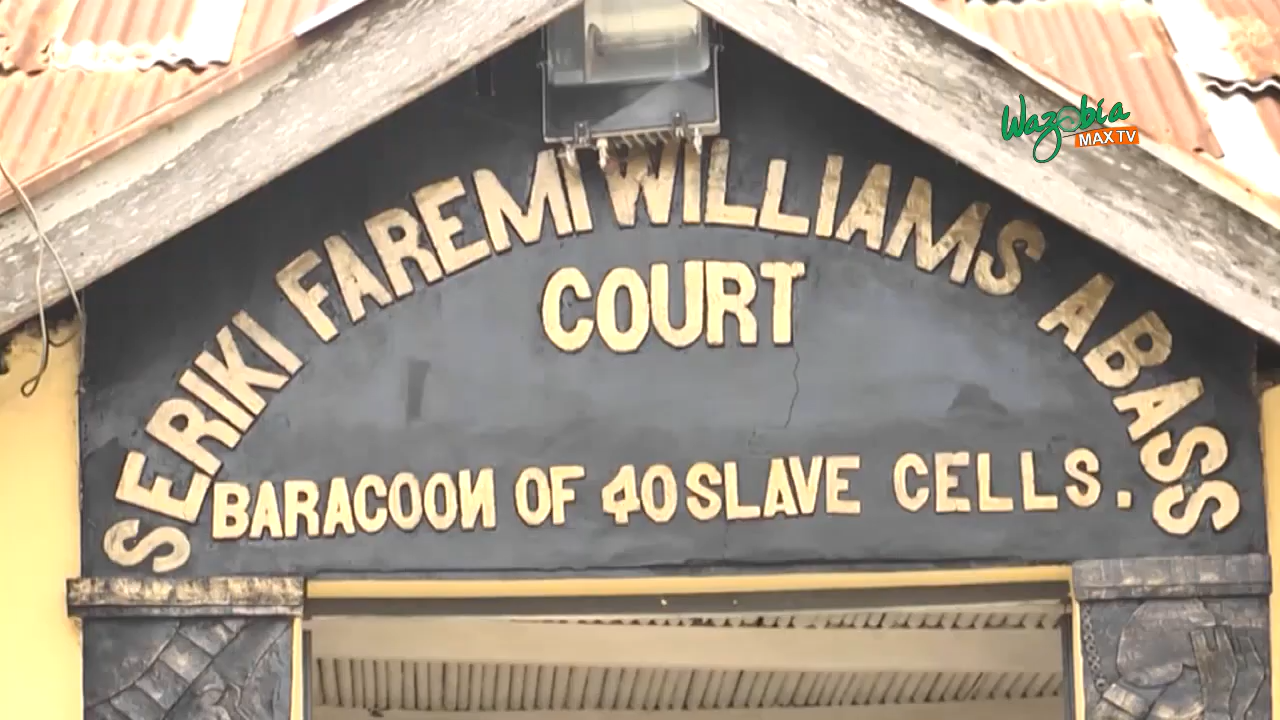 SERIKI FAREMI WILLIAMS ABASS
COURT
BARACOON OF 40 SLAVE CELLS.
Wazobia
MAX TV